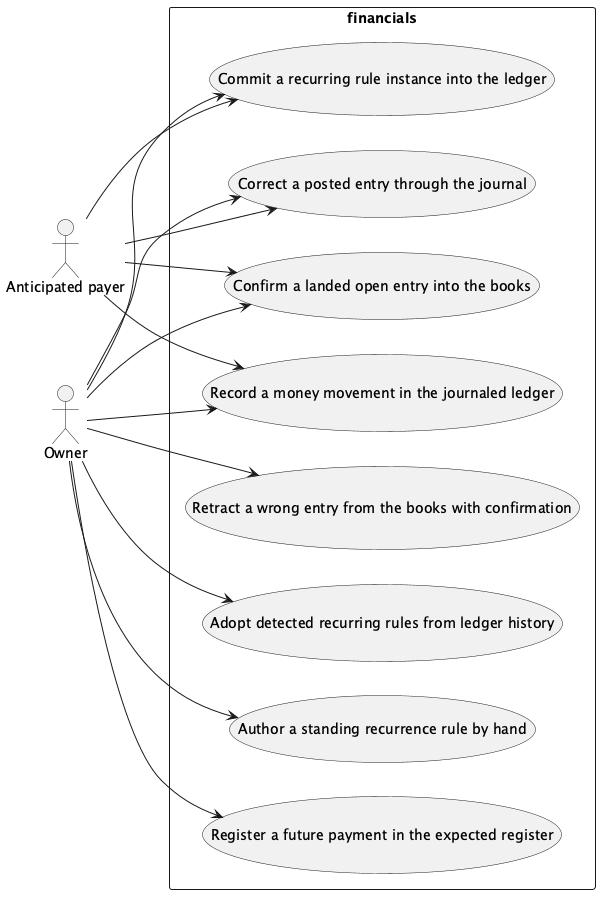 financials
Commit a recurring rule instance into the ledger
Correct a posted entry through the journal
Anticipated payer
Confirm a landed open entry into the books
Record a money movement in the journaled ledger
Owner
Retract a wrong entry from the books with confirmation
Adopt detected recurring rules from ledger history
Author a standing recurrence rule by hand
Register a future payment in the expected register